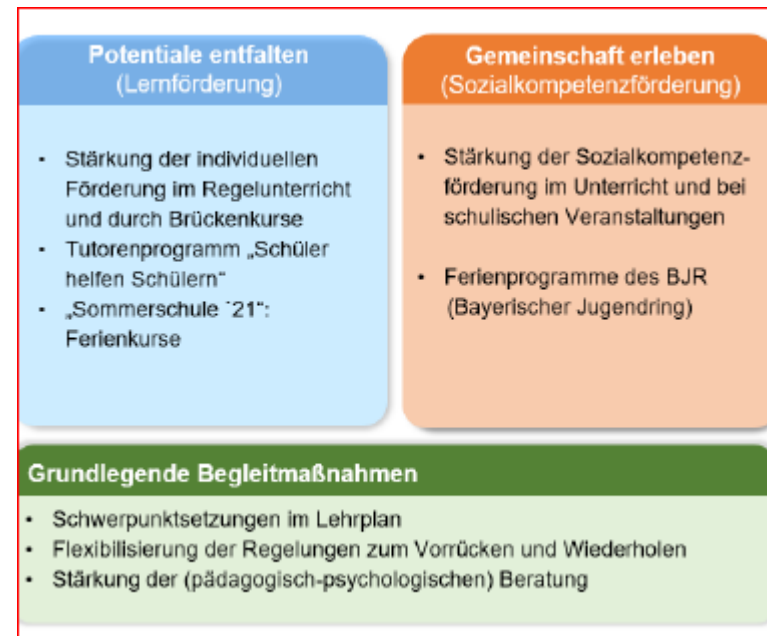 Potentiale entfalten
(Lernförderung)
• Stärkung der individuellen
Förderung im Regelunterricht
und durch Brückenkurse
• Tutorenprogramm „Schüler
helfen Schülern“
• „Sommerschule ´21“:
Ferienkurse
Gemeinschaft erleben
(Sozialkompetenzförderung)
• Stärkung der Sozialkompetenz-
förderung im Unterricht und bei
schulischen Veranstaltungen
• Ferienprogramme des BJR
(Bayerischer Jugendring)
Grundlegende Begleitmaßnahmen
• Schwerpunktsetzungen im Lehrplan
• Flexibilisierung der Regelungen zum Vorrücken und Wiederholen
• Stärkung der (pädagogisch-psychologischen) Beratung